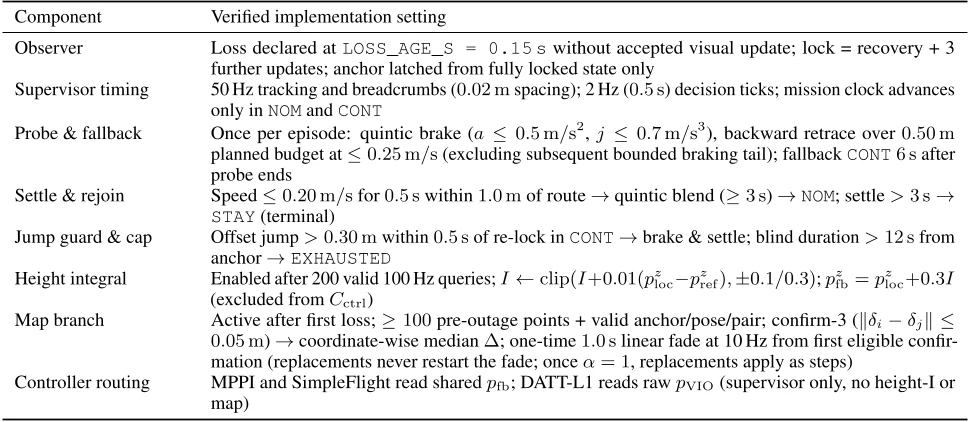 Component Verified implementation setting
Observer Loss declared at LOSS_AGE_S = 0.15 s without accepted visual update; lock = recovery + 3
further updates; anchor latched from fully locked state only
Supervisor timing 50 Hz tracking and breadcrumbs (0.02 m spacing); 2 Hz (0.5 s) decision ticks; mission clock advances
only in NOM and CONT
Probe & fallback Once per episode: quintic brake (a ≤ 0.5 m/s², j ≤ 0.7 m/s³), backward retrace over 0.50 m
planned budget at ≤ 0.25 m/s (excluding subsequent bounded braking tail); fallback CONT 6 s after
probe ends
Settle & rejoin Speed ≤ 0.20 m/s for 0.5 s within 1.0 m of route → quintic blend (≥ 3 s) → NOM; settle > 3 s →
STAY (terminal)
Jump guard & cap Offset jump > 0.30 m within 0.5 s of re-lock in CONT → brake & settle; blind duration > 12 s from
anchor → EXHAUSTED
Height integral Enabled after 200 valid 100 Hz queries; I ← clip(I+0.01(p^z_loc−p^z_ref), ±0.1/0.3); p^z_fb = p^z_loc+0.3I
(excluded from C_ctrl)
Map branch Active after first loss; ≥ 100 pre-outage points + valid anchor/pose/pair; confirm-3 (‖δ_i − δ_j‖ ≤
0.05 m) → coordinate-wise median Δ; one-time 1.0 s linear fade at 10 Hz from first eligible confir-
mation (replacements never restart the fade; once α = 1, replacements apply as steps)
Controller routing MPPI and SimpleFlight read shared p_fb; DATT-L1 reads raw p_VIO (supervisor only, no height-I or
map)